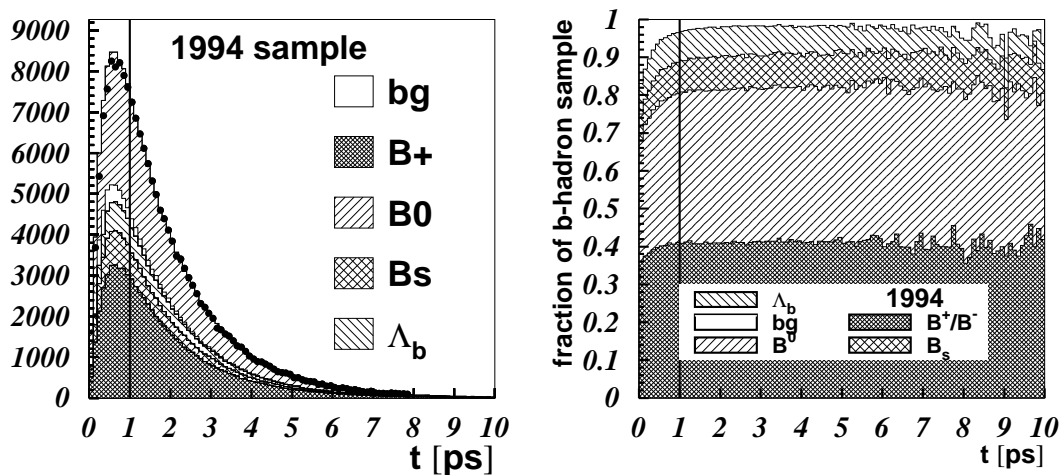 1994 sample
9000
8000
7000
6000
5000
4000
3000
2000
1000
0
bg
B+
B0
Bs
Λb
0 1 2 3 4 5 6 7 8 9 10
t [ps]
fraction of b-hadron sample
1
0.9
0.8
0.7
0.6
0.5
0.4
0.3
0.2
0.1
0
Λb 1994
bg B+/B-
B0 Bs
0 1 2 3 4 5 6 7 8 9 10
t [ps]